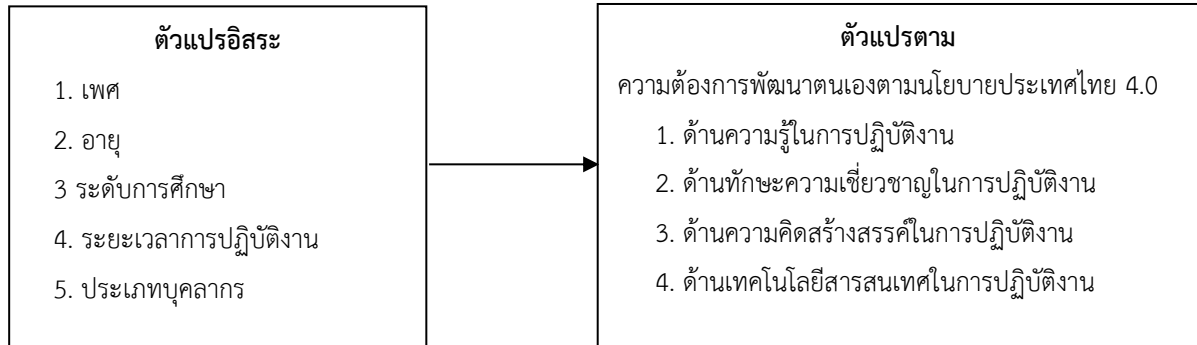 ตัวแปรอิสระ
1. เพศ
2. อายุ
3 ระดับการศึกษา
4. ระยะเวลาการปฏิบัติงาน
5. ประเภทบุคลากร
ตัวแปรตาม
ความต้องการพัฒนาตนเองตามนโยบายประเทศไทย 4.0
1. ด้านความรู้ในการปฏิบัติงาน
2. ด้านทักษะความเชี่ยวชาญในการปฏิบัติงาน
3. ด้านความคิดสร้างสรรค์ในการปฏิบัติงาน
4. ด้านเทคโนโลยีสารสนเทศในการปฏิบัติงาน